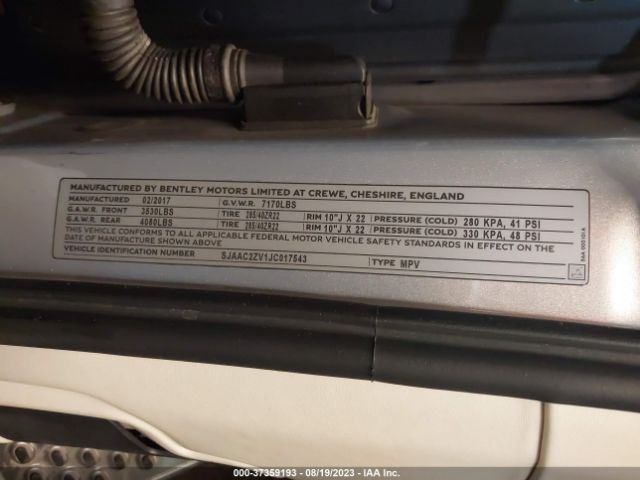 MANUFACTURED BY BENTLEY MOTORS LIMITED AT CREWE, CHESHIRE, ENGLAND
MANUFACTURED 02/2017 G.V.W.R. 7170LBS
G.A.W.R. FRONT 3530LBS TIRE 285/40ZR22 RIM 10"J X 22 PRESSURE (COLD) 280 KPA, 41 PSI
G.A.W.R. REAR 4080LBS TIRE 285/40ZR22 RIM 10"J X 22 PRESSURE (COLD) 330 KPA, 48 PSI
THIS VEHICLE CONFORMS TO ALL APPLICABLE FEDERAL MOTOR VEHICLE SAFETY STANDARDS IN EFFECT ON THE
DATE OF MANUFACTURE SHOWN ABOVE
VEHICLE IDENTIFICATION NUMBER SJAAC2ZV1JC017543 TYPE MPV
000-37359193 - 08/19/2023 - IAA Inc.